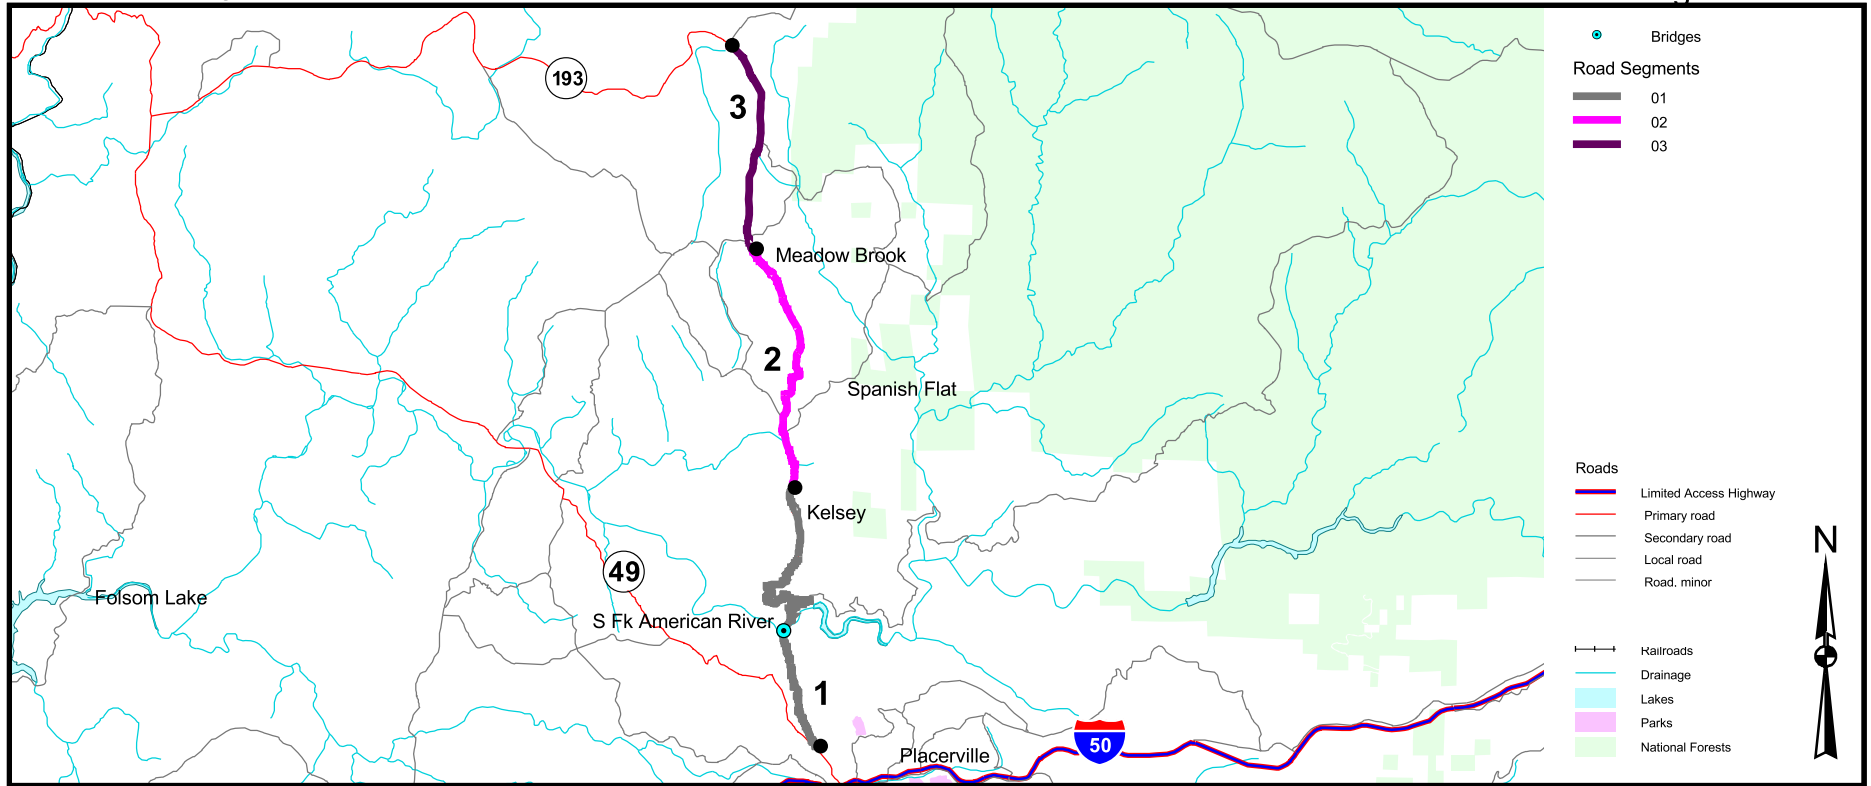 193
3
Meadow Brook
2
Spanish Flat
Kelsey
49
Folsom Lake
S Fk American River
1
Placerville
50
Bridges
Road Segments
01
02
03
Roads
Limited Access Highway
Primary road
Secondary road
Local road
Road, minor
Railroads
Drainage
Lakes
Parks
National Forests
N